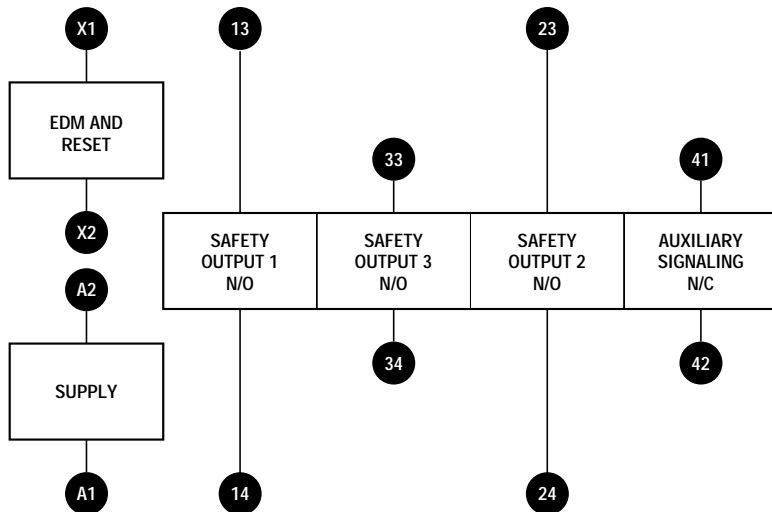 X1
13
23
EDM AND
RESET
33
41
X2
SAFETY
OUTPUT 1
N/O
SAFETY
OUTPUT 3
N/O
SAFETY
OUTPUT 2
N/O
AUXILIARY
SIGNALING
N/C
A2
34
42
SUPPLY
A1
14
24